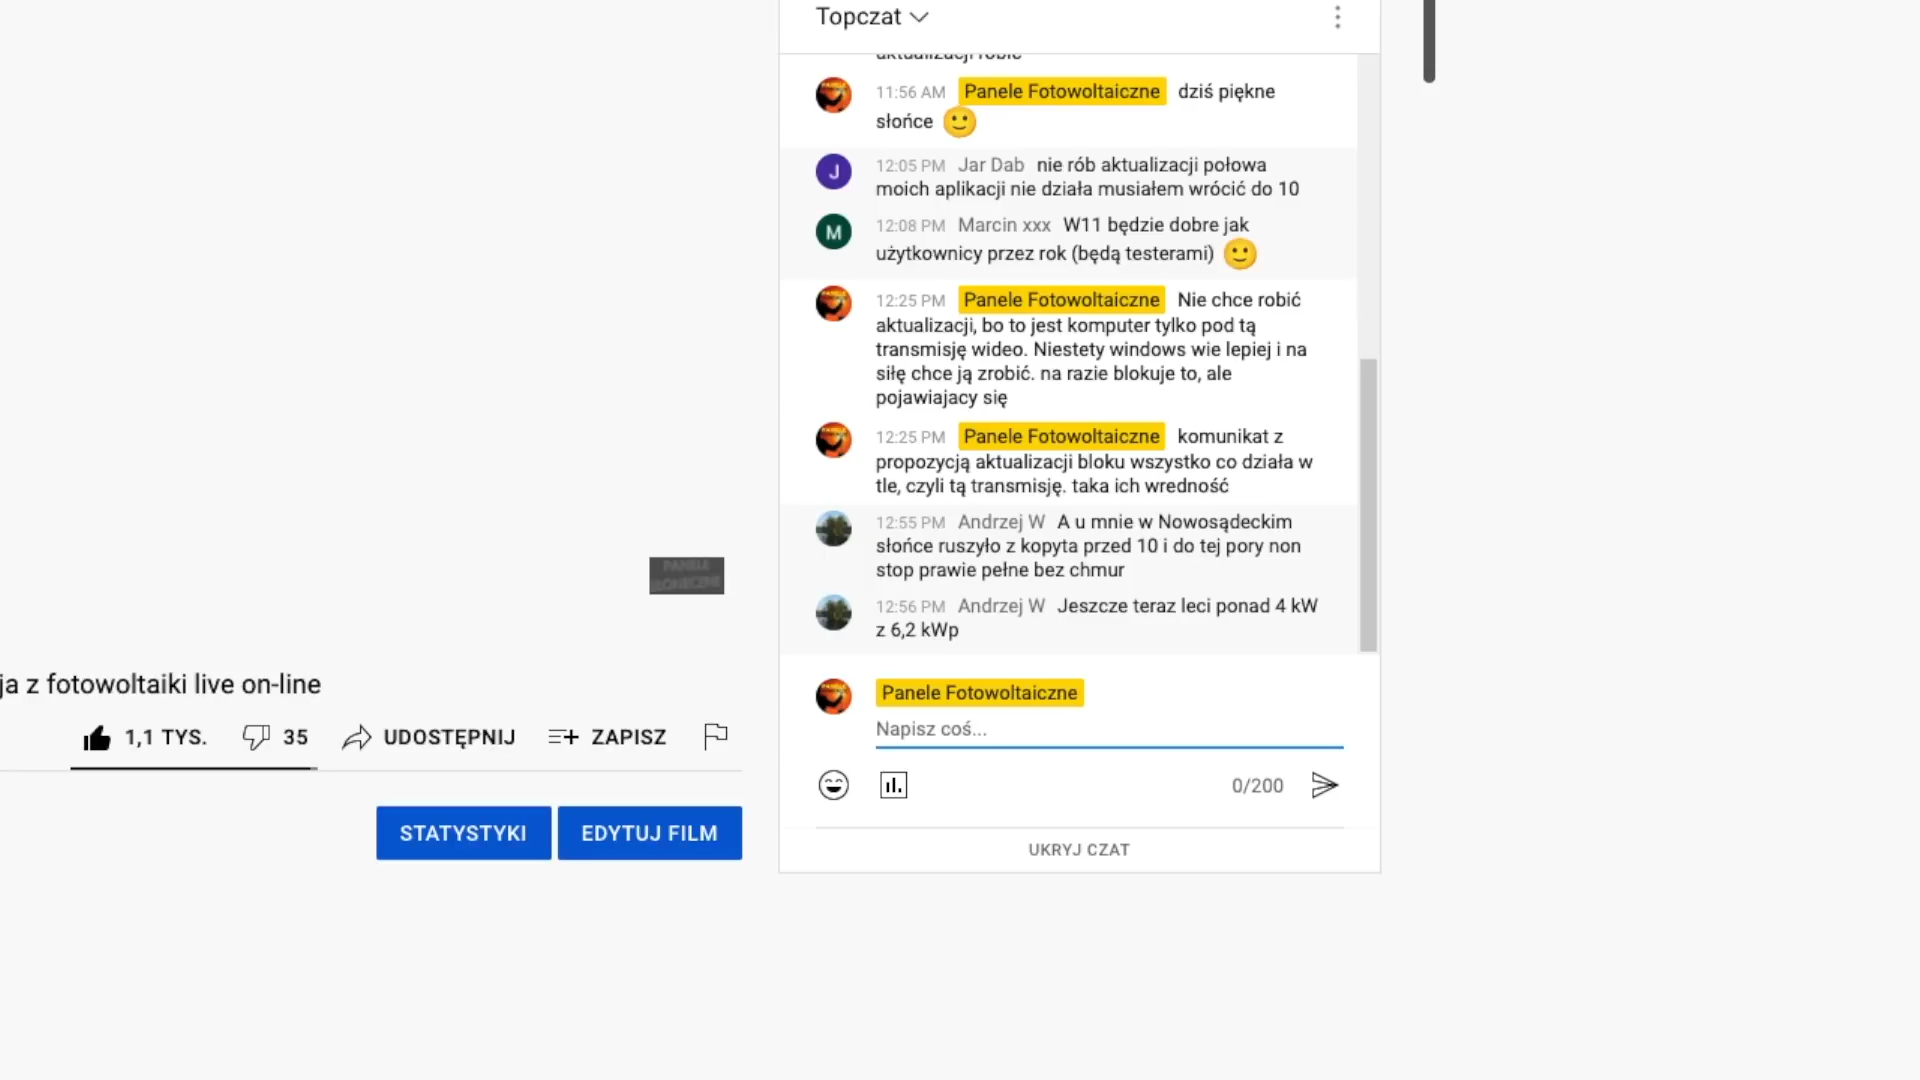 Topczat
aktualizacji robić
11:56 AM Panele Fotowoltaiczne dziś piękne
słońce
J 12:05 PM Jar Dab nie rób aktualizacji połowa
moich aplikacji nie działa musiałem wrócić do 10
M 12:08 PM Marcin xxx W11 będzie dobre jak
użytkownicy przez rok (będą testerami)
12:25 PM Panele Fotowoltaiczne Nie chce robić
aktualizacji, bo to jest komputer tylko pod tą
transmisję wideo. Niestety windows wie lepiej i na
siłę chce ją zrobić. na razie blokuje to, ale
pojawiajacy się
12:25 PM Panele Fotowoltaiczne komunikat z
propozycją aktualizacji bloku wszystko co działa w
tle, czyli tą transmisję. taka ich wredność
12:55 PM Andrzej W A u mnie w Nowosądeckim
słońce ruszyło z kopyta przed 10 i do tej pory non
stop prawie pełne bez chmur
12:56 PM Andrzej W Jeszcze teraz leci ponad 4 kW
z 6,2 kWp
Panele Fotowoltaiczne
Napisz coś...
0/200
UKRYJ CZAT
PANELE
SŁONECZNE
ja z fotowoltaiki live on-line
1,1 TYS. 35 UDOSTĘPNIJ ZAPISZ
STATYSTYKI EDYTUJ FILM